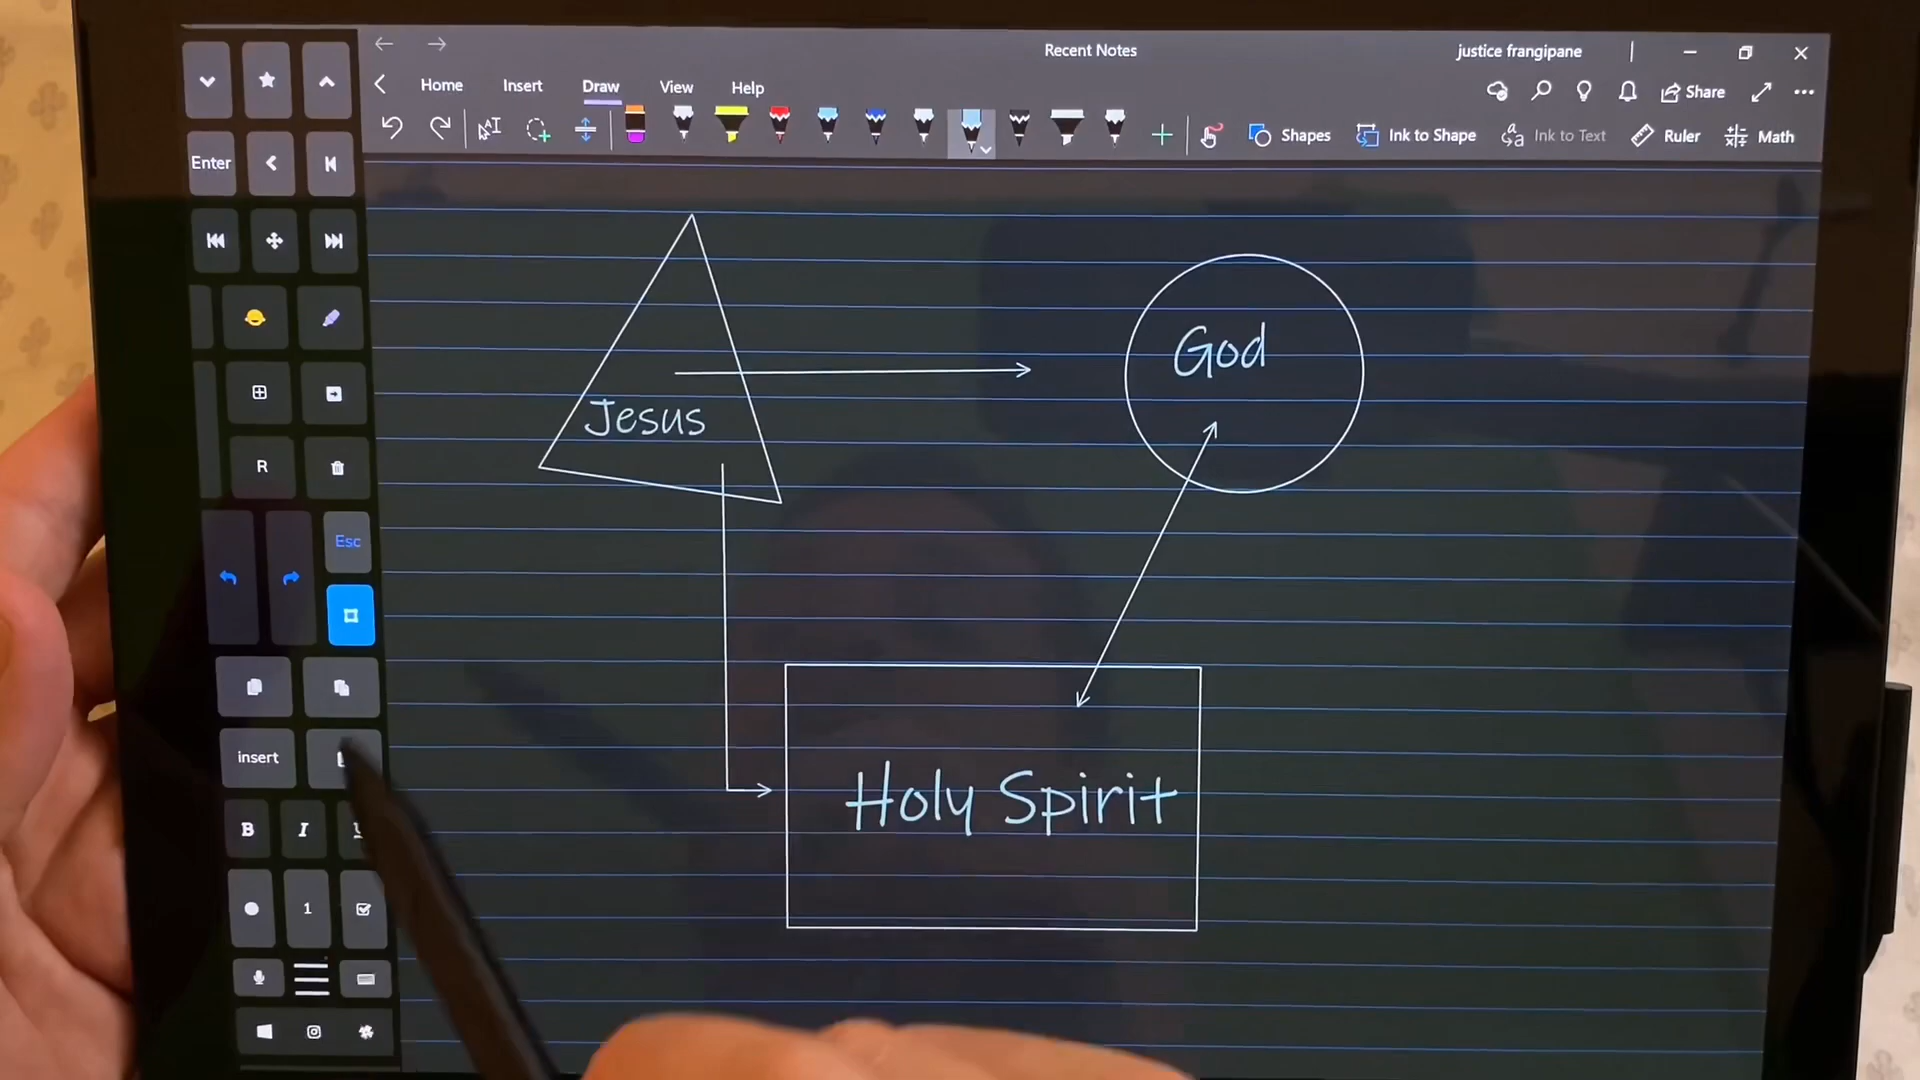 Recent Notes
justice frangipane
Home Insert Draw View Help
Share
Shapes Ink to Shape Ink to Text Ruler Math
Enter
R
Esc
insert
B I U
1
Jesus
God
Holy Spirit